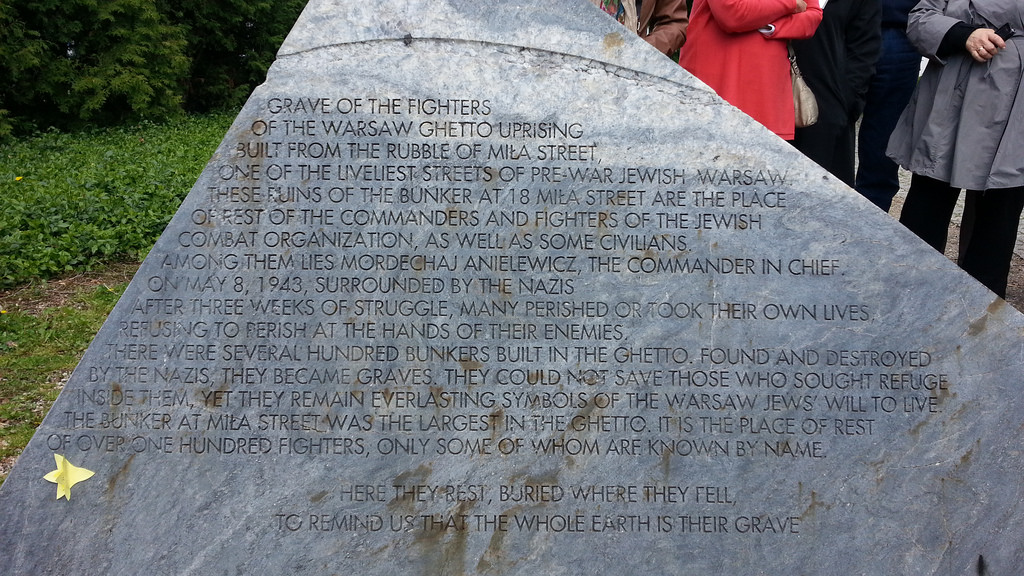 GRAVE OF THE FIGHTERS
OF THE WARSAW GHETTO UPRISING
BUILT FROM THE RUBBLE OF MIŁA STREET,
ONE OF THE LIVELIEST STREETS OF PRE-WAR JEWISH WARSAW
THESE RUINS OF THE BUNKER AT 18 MIŁA STREET ARE THE PLACE
OF REST OF THE COMMANDERS AND FIGHTERS OF THE JEWISH
COMBAT ORGANIZATION, AS WELL AS SOME CIVILIANS.
AMONG THEM LIES MORDECHAJ ANIELEWICZ, THE COMMANDER IN CHIEF.
ON MAY 8, 1943, SURROUNDED BY THE NAZIS
AFTER THREE WEEKS OF STRUGGLE, MANY PERISHED OR TOOK THEIR OWN LIVES,
REFUSING TO PERISH AT THE HANDS OF THEIR ENEMIES.
THERE WERE SEVERAL HUNDRED BUNKERS BUILT IN THE GHETTO. FOUND AND DESTROYED
BY THE NAZIS, THEY BECAME GRAVES. THEY COULD NOT SAVE THOSE WHO SOUGHT REFUGE
INSIDE THEM, YET THEY REMAIN EVERLASTING SYMBOLS OF THE WARSAW JEWS' WILL TO LIVE.
THE BUNKER AT MIŁA STREET WAS THE LARGEST IN THE GHETTO. IT IS THE PLACE OF REST
OF OVER ONE HUNDRED FIGHTERS, ONLY SOME OF WHOM ARE KNOWN BY NAME.
HERE THEY REST, BURIED WHERE THEY FELL,
TO REMIND US THAT THE WHOLE EARTH IS THEIR GRAVE